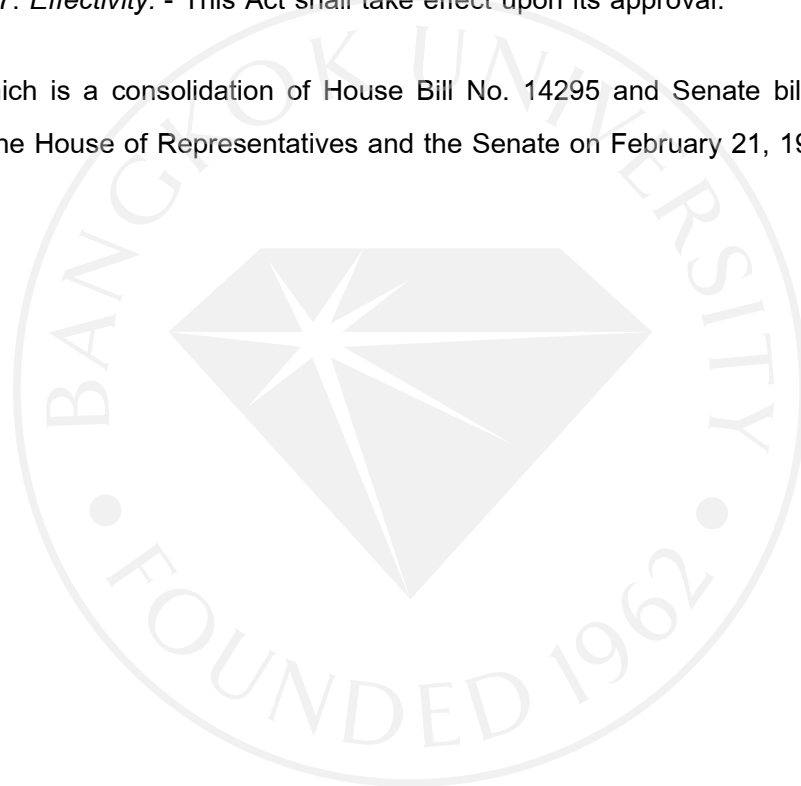 . Effectivity. - This Act shall take effect upon its approval.
ich is a consolidation of House Bill No. 14295 and Senate bil
he House of Representatives and the Senate on February 21, 19
BANGKOK UNIVERSITY
FOUNDED 1962